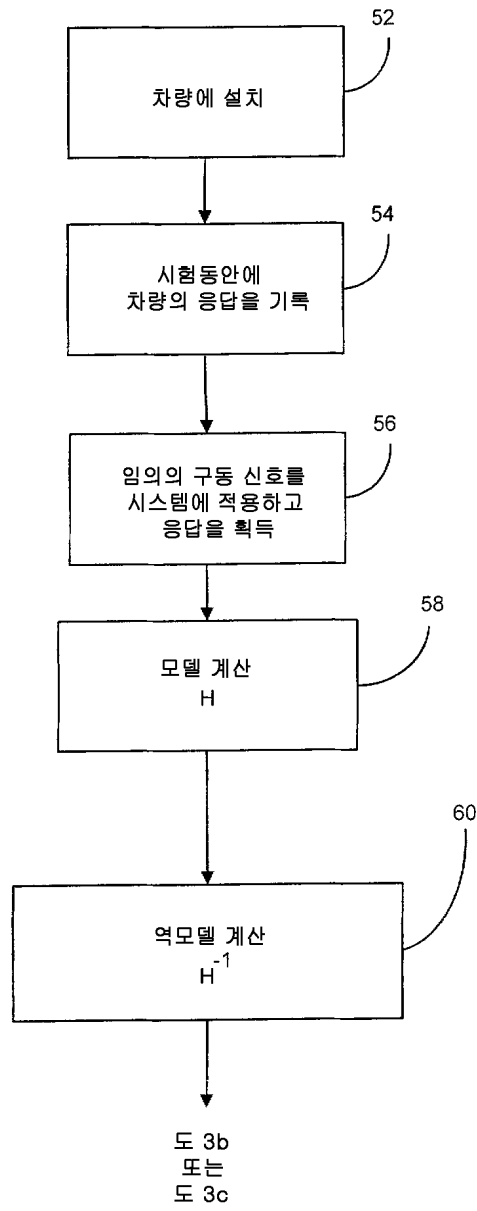 52
차량에 설치
54
시험동안에
차량의 응답을 기록
56
임의의 구동 신호를
시스템에 적용하고
응답을 획득
58
모델 계산
H
60
역모델 계산
H-1
도 3b
또는
도 3c